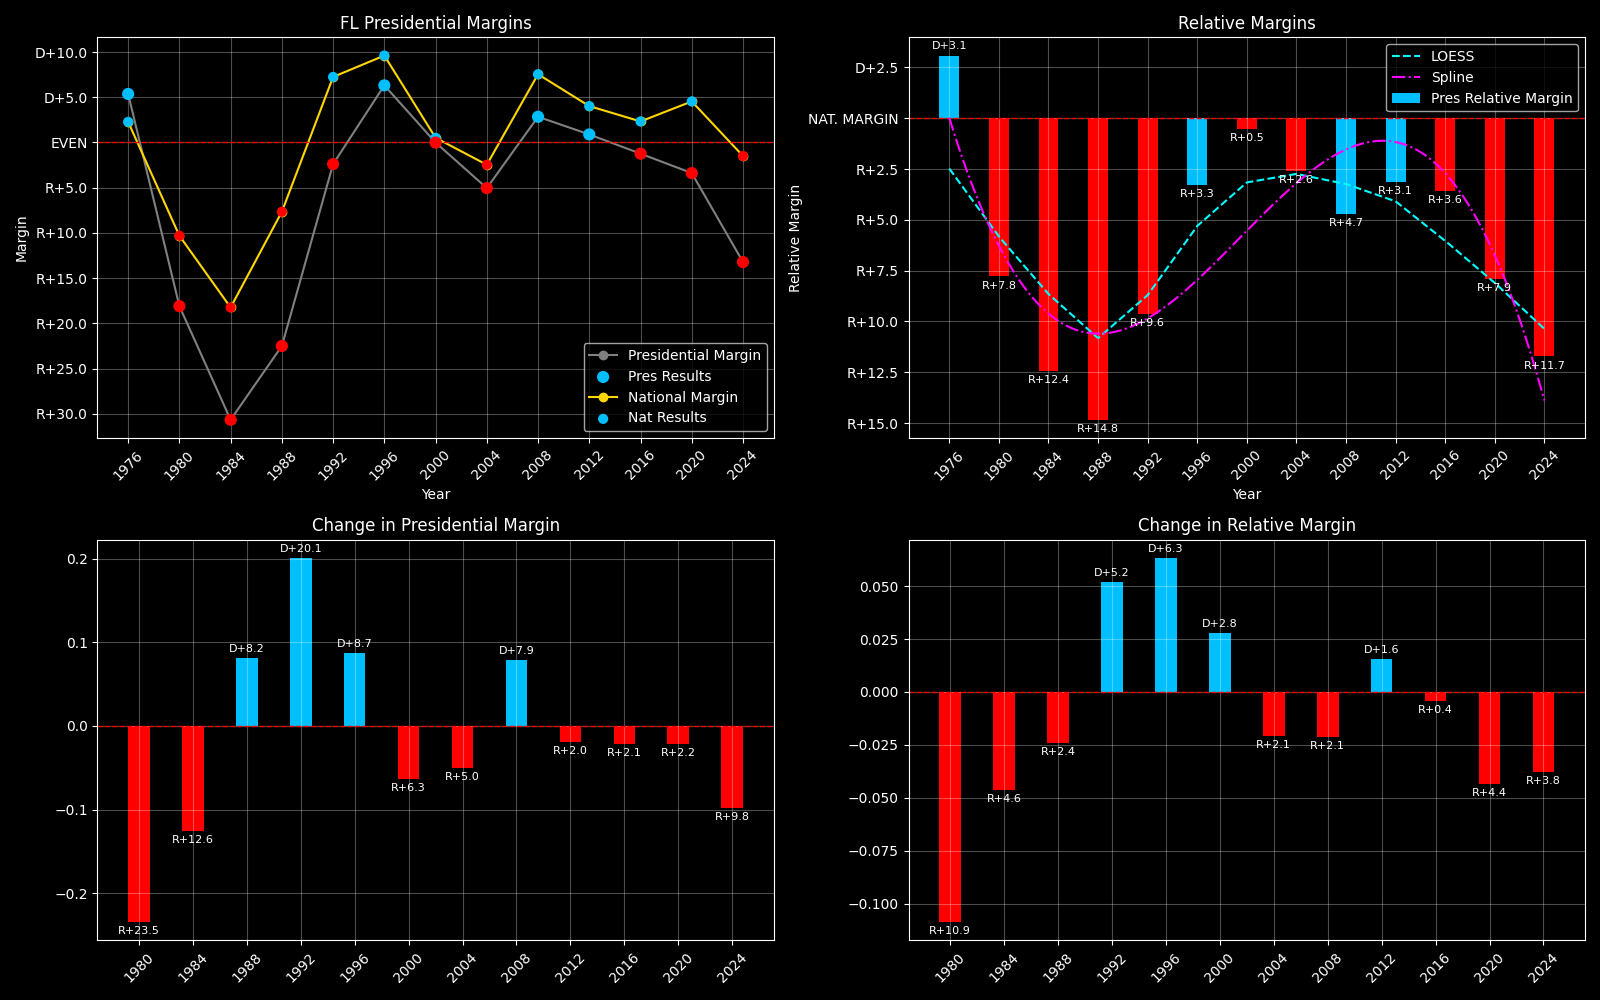 FL Presidential Margins
D+10.0
D+5.0
EVEN
R+5.0
R+10.0
R+15.0
R+20.0
R+25.0
R+30.0
Margin
Presidential Margin
Pres Results
National Margin
Nat Results
1976 1980 1984 1988 1992 1996 2000 2004 2008 2012 2016 2020 2024
Year
Relative Margins
D+2.5
NAT. MARGIN
R+2.5
R+5.0
R+7.5
R+10.0
R+12.5
R+15.0
Relative Margin
LOESS
Spline
Pres Relative Margin
D+3.1
R+7.8
R+12.4
R+14.8
R+9.6
R+3.3
R+0.5
R+2.6
R+4.7
R+3.1
R+3.6
R+7.9
R+11.7
1976 1980 1984 1988 1992 1996 2000 2004 2008 2012 2016 2020 2024
Year
Change in Presidential Margin
0.2
0.1
0.0
−0.1
−0.2
R+23.5
R+12.6
D+8.2
D+20.1
D+8.7
R+6.3
R+5.0
D+7.9
R+2.0
R+2.1
R+2.2
R+9.8
1980 1984 1988 1992 1996 2000 2004 2008 2012 2016 2020 2024
Change in Relative Margin
0.050
0.025
0.000
−0.025
−0.050
−0.075
−0.100
R+10.9
R+4.6
R+2.4
D+5.2
D+6.3
D+2.8
R+2.1
R+2.1
D+1.6
R+0.4
R+4.4
R+3.8
1980 1984 1988 1992 1996 2000 2004 2008 2012 2016 2020 2024